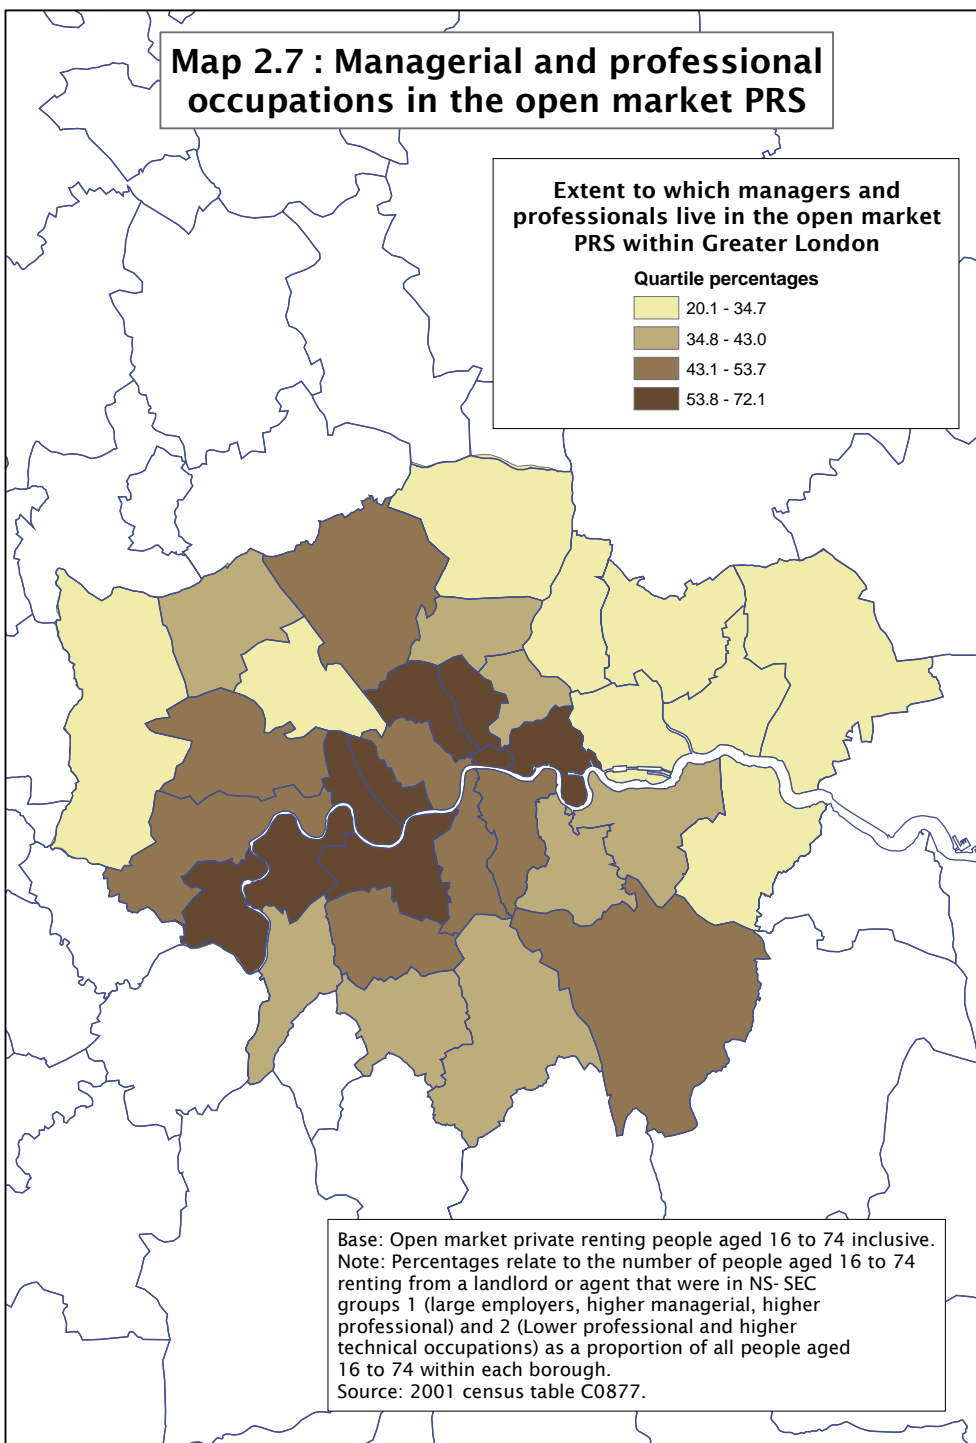 Map 2.7 : Managerial and professional
occupations in the open market PRS
Extent to which managers and
professionals live in the open market
PRS within Greater London
Quartile percentages
20.1 - 34.7
34.8 - 43.0
43.1 - 53.7
53.8 - 72.1
Base: Open market private renting people aged 16 to 74 inclusive.
Note: Percentages relate to the number of people aged 16 to 74
renting from a landlord or agent that were in NS- SEC
groups 1 (large employers, higher managerial, higher
professional) and 2 (Lower professional and higher
technical occupations) as a proportion of all people aged
16 to 74 within each borough.
Source: 2001 census table C0877.